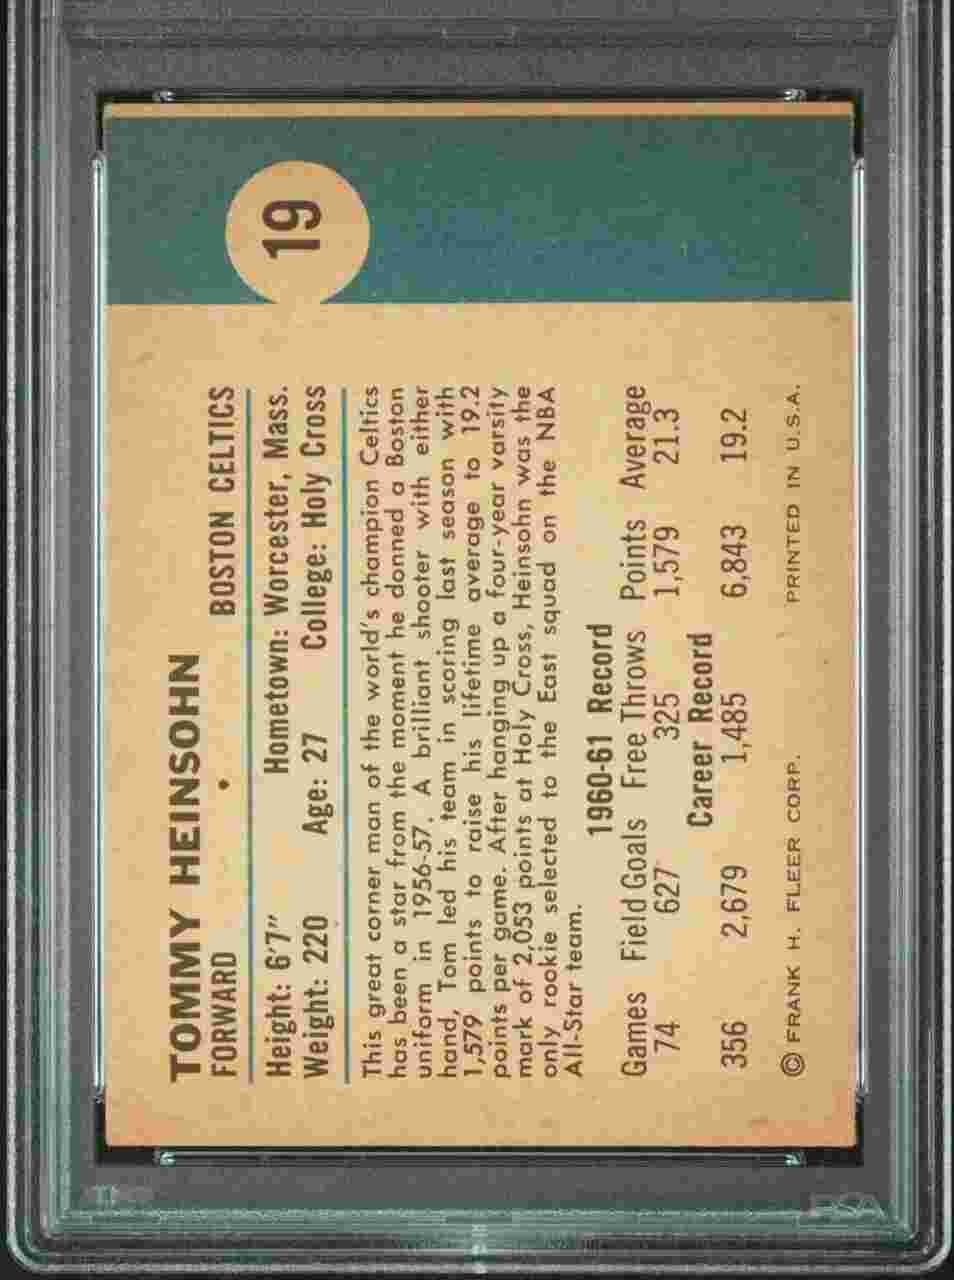 19
TOMMY HEINSOHN
FORWARD • BOSTON CELTICS
Height: 6'7" Hometown: Worcester, Mass.
Weight: 220 Age: 27 College: Holy Cross
This great corner man of the world's champion Celtics
has been a star from the moment he donned a Boston
uniform in 1956-57. A brilliant shooter with either
hand, Tom led his team in scoring last season with
1,579 points to raise his lifetime average to 19.2
points per game. After hanging up a four-year varsity
mark of 2,053 points at Holy Cross, Heinsohn was the
only rookie selected to the East squad on the NBA
All-Star team.
1960-61 Record
Games Field Goals Free Throws Points Average
74 627 325 1,579 21.3
Career Record
356 2,679 1,485 6,843 19.2
© FRANK H. FLEER CORP. PRINTED IN U.S.A.
PSA